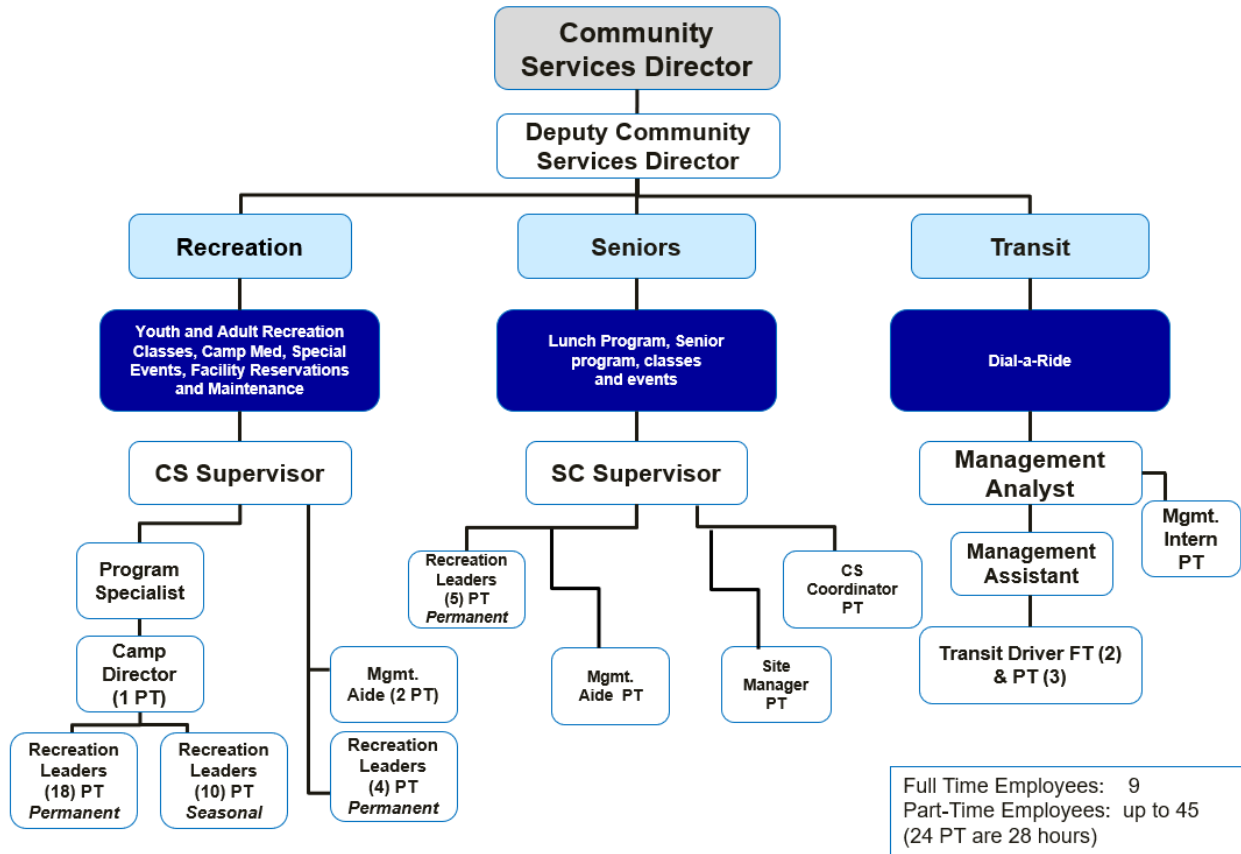 Community
Services Director
Deputy Community
Services Director
Recreation
Seniors
Transit
Youth and Adult Recreation
Classes, Camp Med, Special
Events, Facility Reservations
and Maintenance
Lunch Program, Senior
program, classes
and events
Dial-a-Ride
CS Supervisor
SC Supervisor
Management
Analyst
Mgmt.
Intern
PT
Program
Specialist
Recreation
Leaders
(5) PT
Permanent
CS
Coordinator
PT
Management
Assistant
Camp
Director
(1 PT)
Mgmt.
Aide (2 PT)
Mgmt.
Aide PT
Site
Manager
PT
Transit Driver FT (2)
& PT (3)
Recreation
Leaders
(18) PT
Permanent
Recreation
Leaders
(10) PT
Seasonal
Recreation
Leaders
(4) PT
Permanent
Full Time Employees: 9
Part-Time Employees: up to 45
(24 PT are 28 hours)